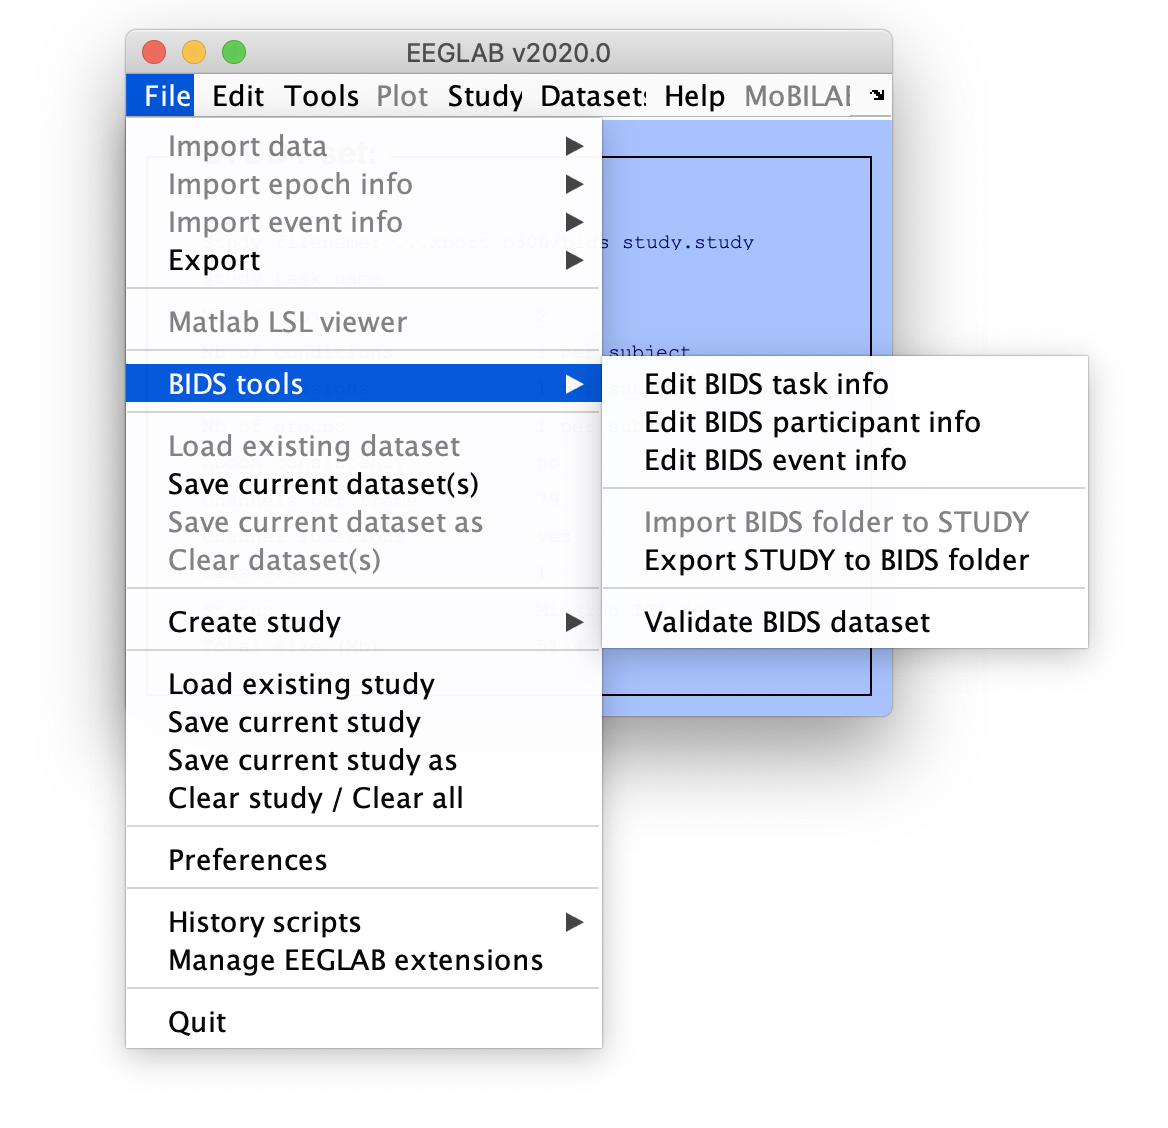 EEGLAB v2020.0
File Edit Tools Plot Study Datasets Help MoBILAB
Import data
Import epoch info
Import event info
study.study
Export
Matlab LSL viewer
subject
BIDS tools
Edit BIDS task info
Edit BIDS participant info
Edit BIDS event info
Load existing dataset
Save current dataset(s)
Save current dataset as
Clear dataset(s)
Import BIDS folder to STUDY
Export STUDY to BIDS folder
Create study
Validate BIDS dataset
Load existing study
Save current study
Save current study as
Clear study / Clear all
Preferences
History scripts
Manage EEGLAB extensions
Quit